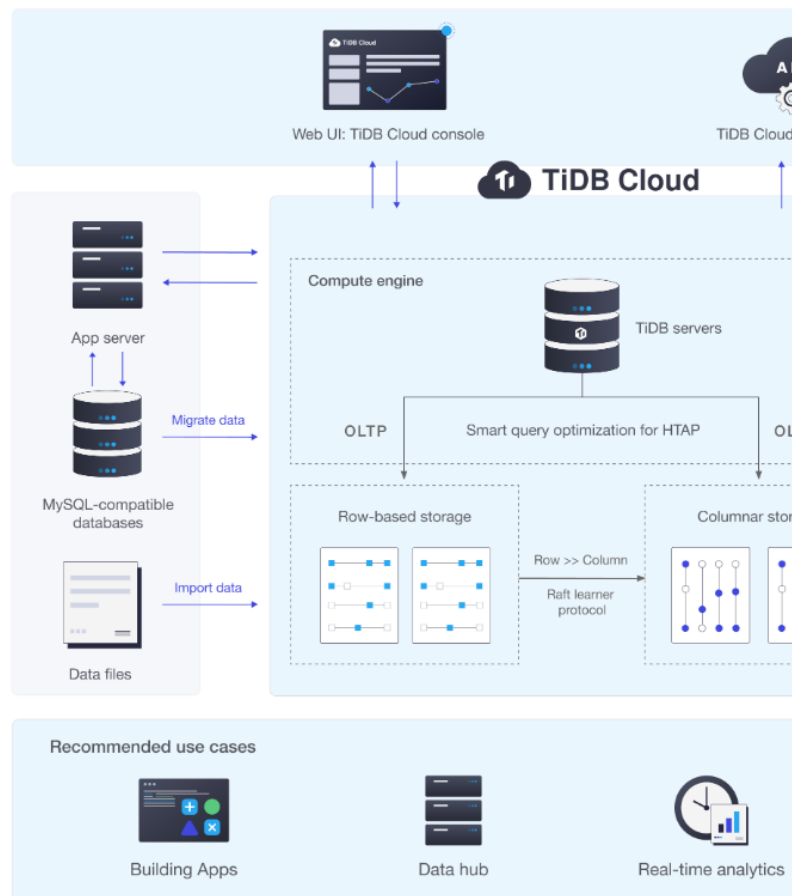 TiDB Cloud
Web UI: TiDB Cloud console
TiDB Cloud
TiDB Cloud
Compute engine
TiDB servers
App server
Migrate data
OLTP
Smart query optimization for HTAP
MySQL-compatible
databases
Row-based storage
Columnar
Row >> Column
Raft learner
protocol
Import data
Data files
Recommended use cases
Building Apps
Data hub
Real-time analytics